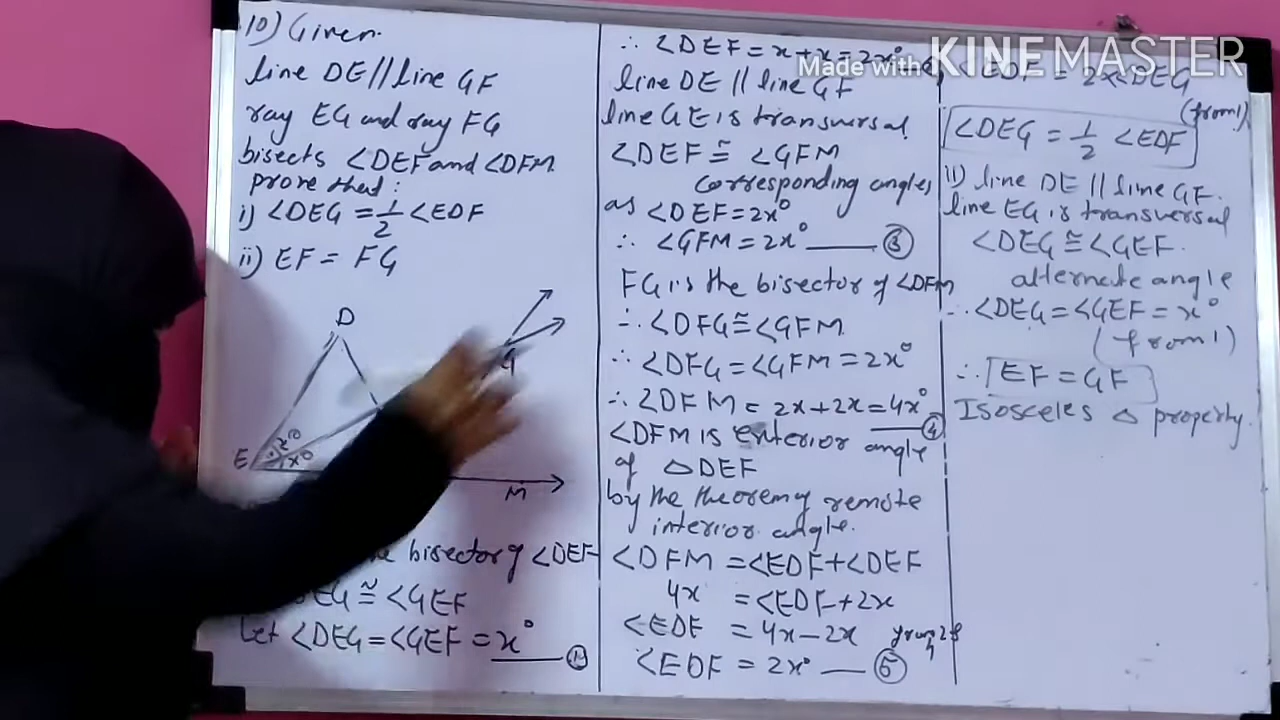 10) Given.
line DE // line GF
ray EG and ray FG
bisects ∠DEF and ∠DFM.
prove that:
i) ∠DEG = 1/2 ∠EDF
ii) EF = FG
D
G
E x° x°
M
bisector of ∠DEF
≅ ∠GEF
Let ∠DEG = ∠GEF = x° —— ①
∴ ∠DEF = x + x = 2x°
line DE // line GF
line GE is transversal.
∠DEF ≅ ∠GFM
corresponding angles
as ∠DEF = 2x°
∴ ∠GFM = 2x° —— ③
FG is the bisector of ∠DFM
∴ ∠DFG ≅ ∠GFM
∴ ∠DFG = ∠GFM = 2x°
∴ ∠DFM = 2x + 2x = 4x° —— ④
∠DFM is exterior angle
of △DEF
by the theorem of remote
interior angle.
∠DFM = ∠EDF + ∠DEF
4x = ∠EDF + 2x
∠EDF = 4x – 2x from 2 & 4
∠EDF = 2x° —— ⑤
Made with KINEMASTER
∠EDF = 2x∠DEG
(from 1)
∠DEG = 1/2 ∠EDF
ii) line DE // line GF.
line EG is transversal
∠DEG ≅ ∠GEF.
alternate angle
∴ ∠DEG = ∠GEF = x°
(from 1)
∴ EF = GF
Isosceles △ property.